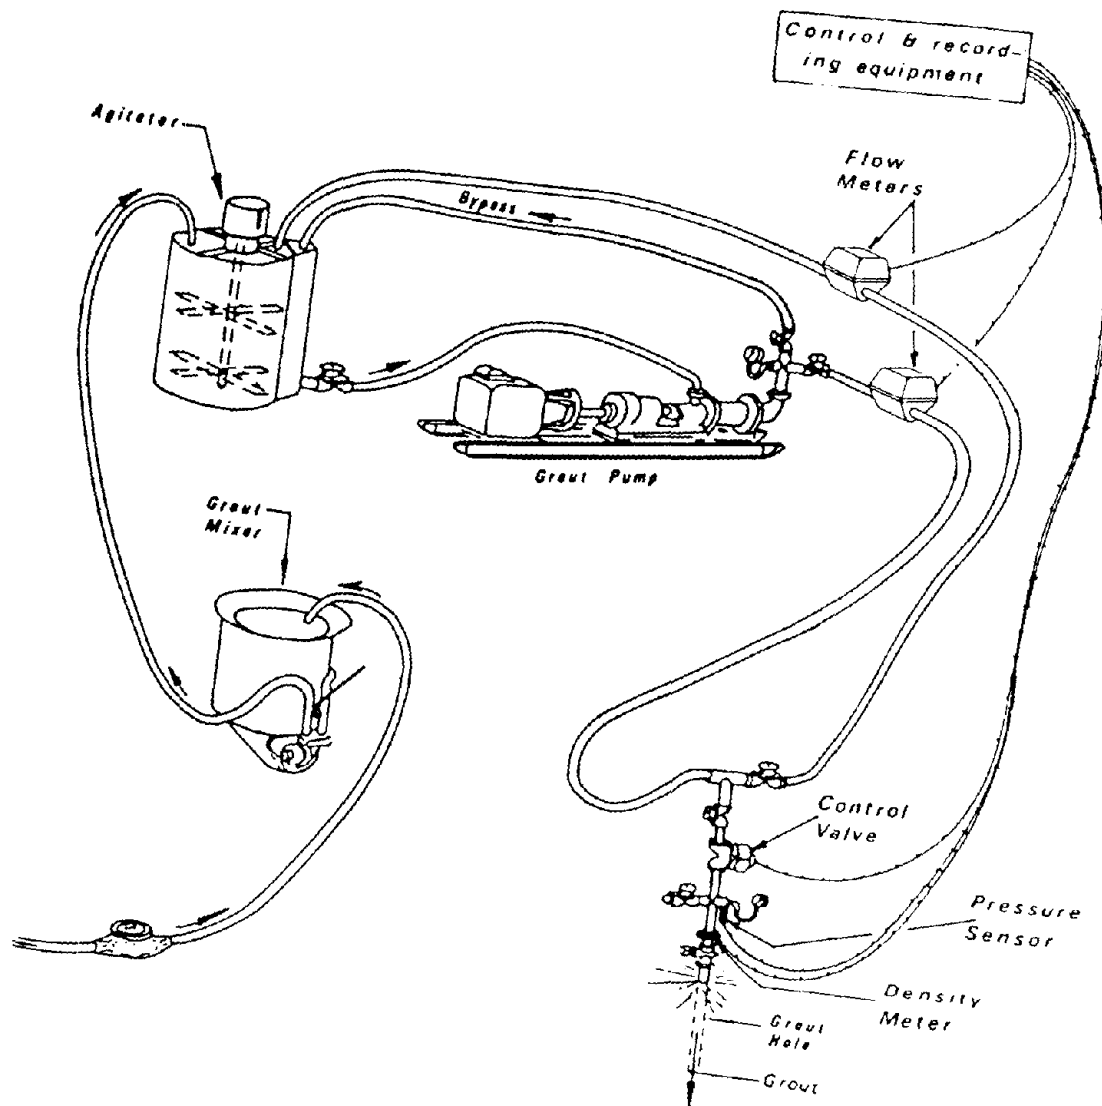 Control & record-
ing equipment
Agitator
Flow
Meters
Bypass
Grout Pump
Grout
Mixer
Control
Valve
Pressure
Sensor
Density
Meter
Grout
Hole
Grout